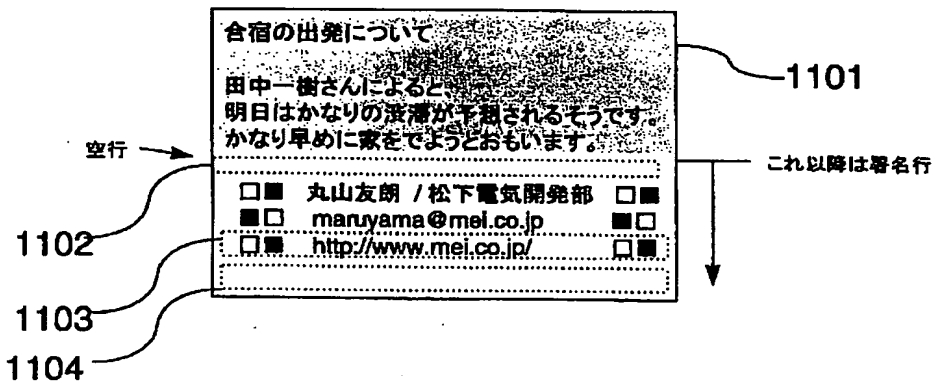 合宿の出発について
田中一樹さんによると、
明日はかなりの渋滞が予想されるそうです。
かなり早めに家をでようとおもいます。
空行
これ以降は署名行
□■ 丸山友朗 / 松下電気開発部 □■
■□ maruyama@mei.co.jp ■□
□■ http://www.mei.co.jp/ □■
1101
1102
1103
1104